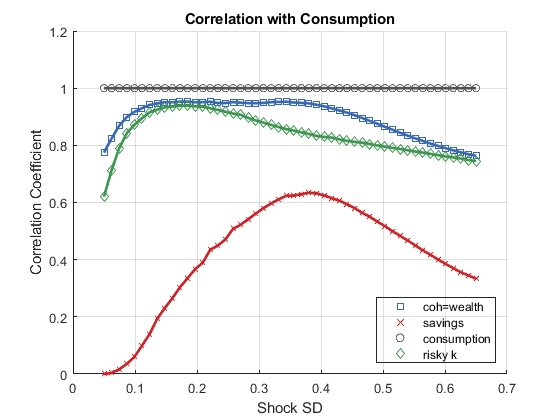 Correlation with Consumption
Correlation Coefficient
1.2
1
0.8
0.6
0.4
0.2
0
0
0.1
0.2
0.3
0.4
0.5
0.6
0.7
Shock SD
coh=wealth
savings
consumption
risky k